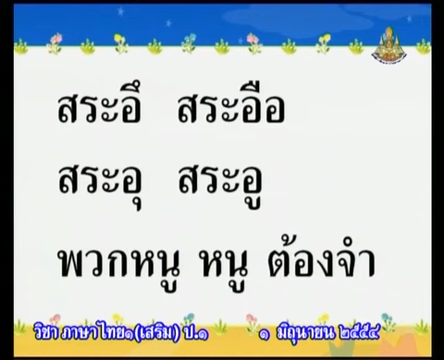 สระอึ สระอือ
สระอุ สระอู
พวกหนู หนู ต้องจำ
วิชา ภาษาไทย๑(เสริม) ป.๑ ๑ มิถุนายน ๒๕๕๔